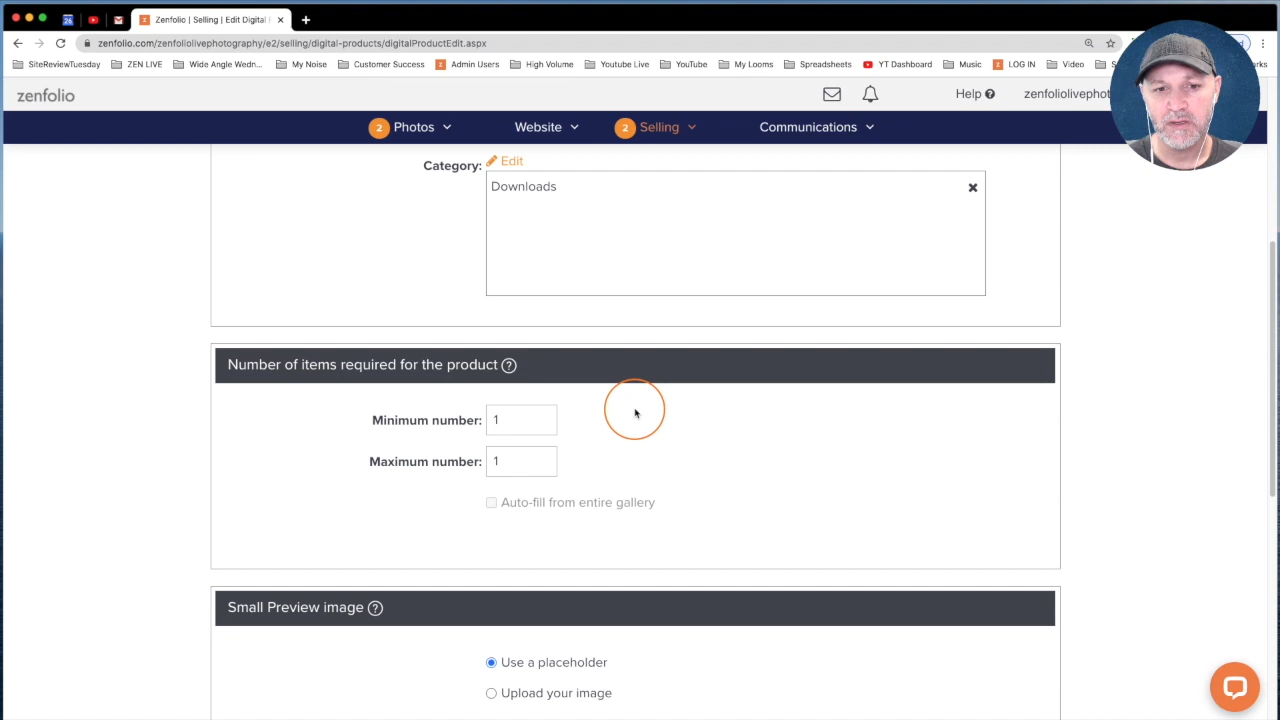 Zenfolio | Selling | Edit Digital
zenfolio.com/zenfoliolivephotography/e2/selling/digital-products/digitalProductEdit.aspx
SiteReviewTuesday ZEN LIVE Wide Angle Wedn... My Noise Customer Success Admin Users High Volume Youtube Live YouTube My Looms Spreadsheets YT Dashboard Music LOG IN Video
zenfolio Help ? zenfoliolivephot
2 Photos Website 2 Selling Communications
Category: Edit
Downloads
Number of items required for the product ?
Minimum number: 1
Maximum number: 1
Auto-fill from entire gallery
Small Preview image ?
Use a placeholder
Upload your image